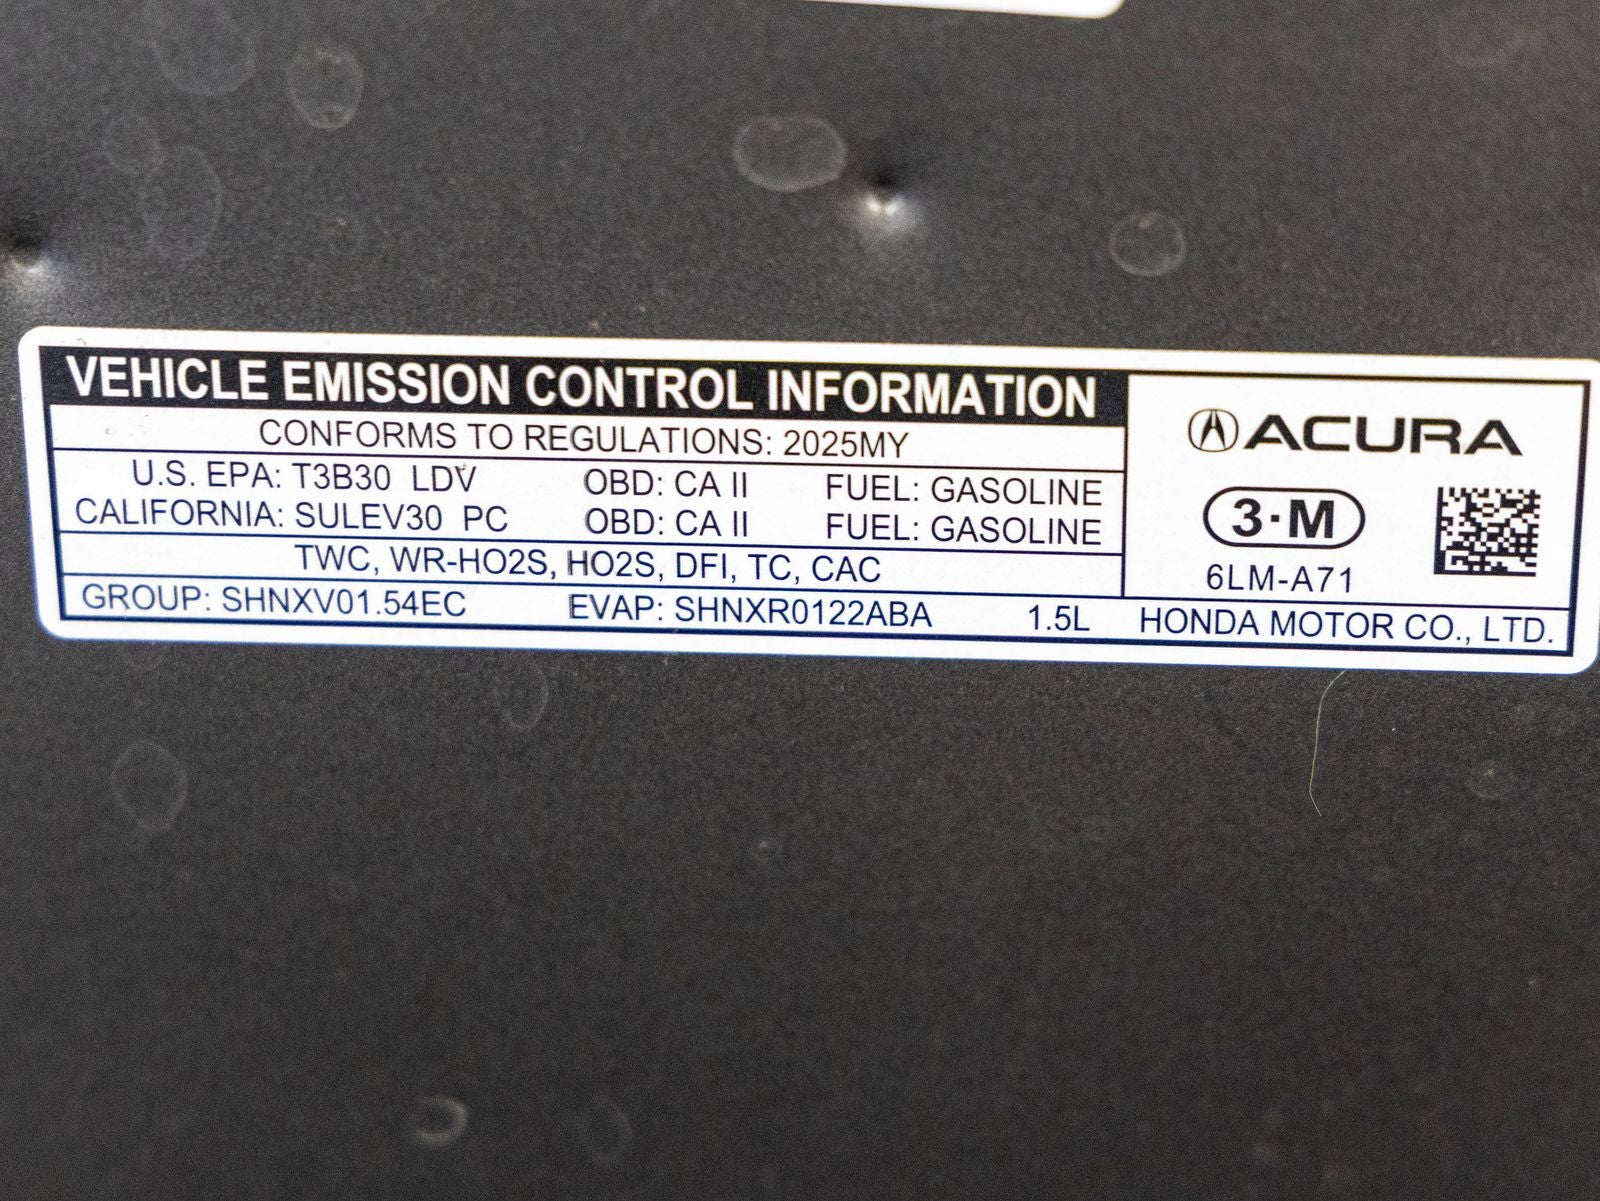 VEHICLE EMISSION CONTROL INFORMATION
CONFORMS TO REGULATIONS: 2025MY
U.S. EPA: T3B30 LDV OBD: CA II FUEL: GASOLINE
CALIFORNIA: SULEV30 PC OBD: CA II FUEL: GASOLINE
TWC, WR-HO2S, HO2S, DFI, TC, CAC
GROUP: SHNXV01.54EC EVAP: SHNXR0122ABA 1.5L HONDA MOTOR CO., LTD.
ACURA
3·M
6LM-A71